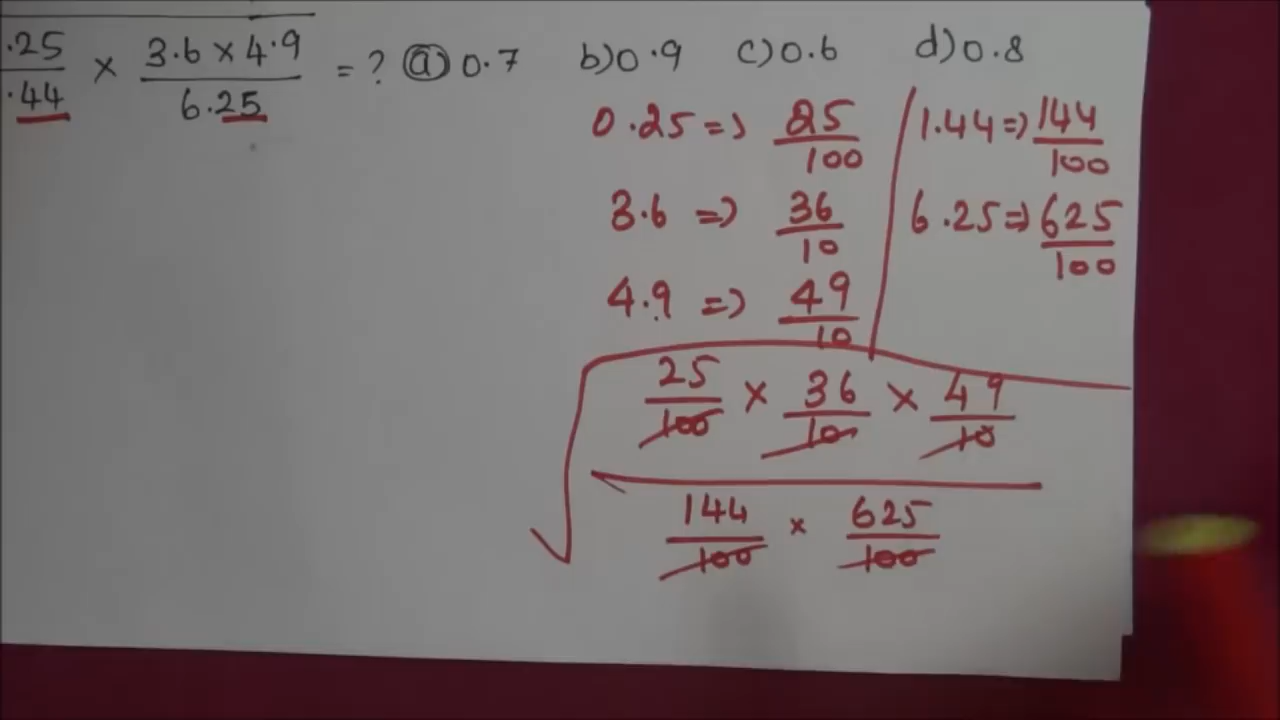 .25/.44 × 3.6 × 4.9/6.25 = ? a) 0.7 b) 0.9 c) 0.6 d) 0.8
0.25 => 25/100
3.6 => 36/10
4.9 => 49/10
1.44 => 144/100
6.25 => 625/100
√ 25/100 × 36/10 × 49/10
144/100 × 625/100